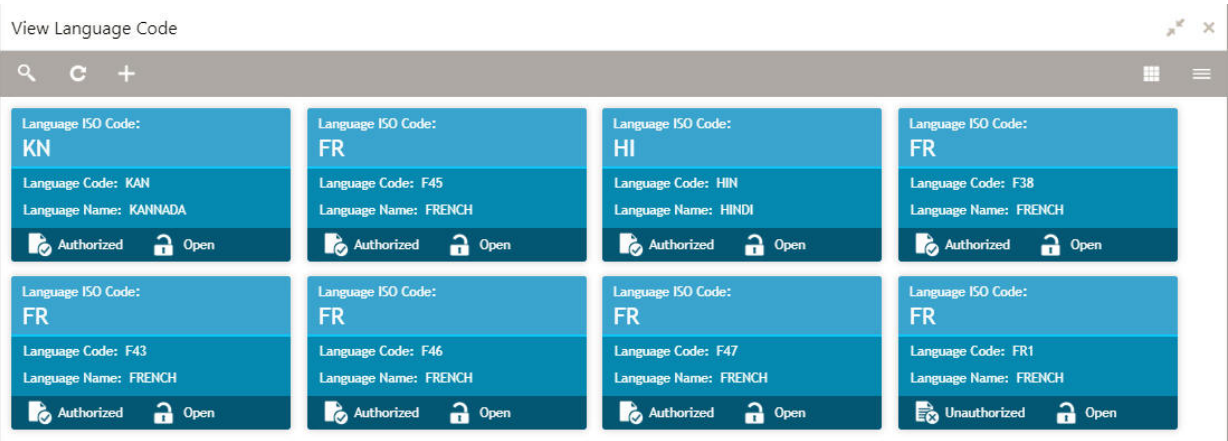 View Language Code
Language ISO Code:
KN
Language Code: KAN
Language Name: KANNADA
Authorized Open
Language ISO Code:
FR
Language Code: F45
Language Name: FRENCH
Authorized Open
Language ISO Code:
HI
Language Code: HIN
Language Name: HINDI
Authorized Open
Language ISO Code:
FR
Language Code: F38
Language Name: FRENCH
Authorized Open
Language ISO Code:
FR
Language Code: F43
Language Name: FRENCH
Authorized Open
Language ISO Code:
FR
Language Code: F46
Language Name: FRENCH
Authorized Open
Language ISO Code:
FR
Language Code: F47
Language Name: FRENCH
Authorized Open
Language ISO Code:
FR
Language Code: FR1
Language Name: FRENCH
Unauthorized Open